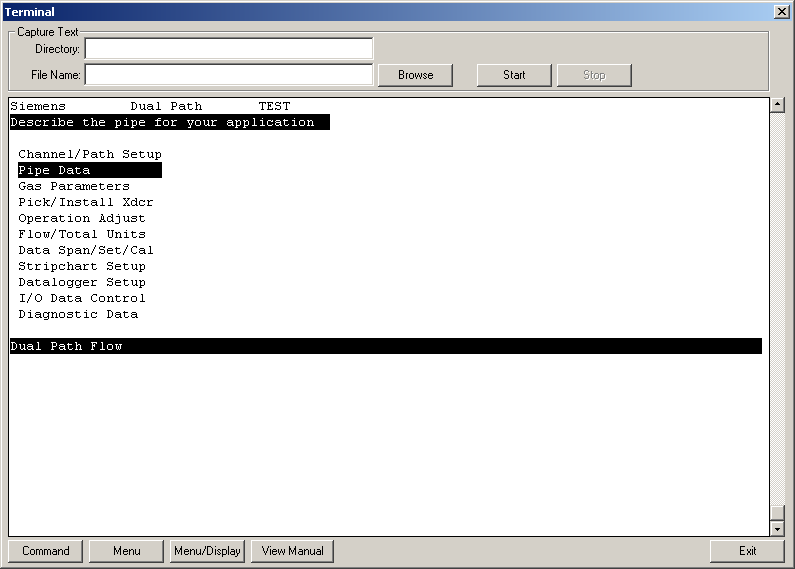 Terminal
Capture Text
Directory:
File Name:
Browse
Start
Stop
Siemens Dual Path TEST
Describe the pipe for your application
Channel/Path Setup
Pipe Data
Gas Parameters
Pick/Install Xdcr
Operation Adjust
Flow/Total Units
Data Span/Set/Cal
Stripchart Setup
Datalogger Setup
I/O Data Control
Diagnostic Data
Dual Path Flow
Command
Menu
Menu/Display
View Manual
Exit